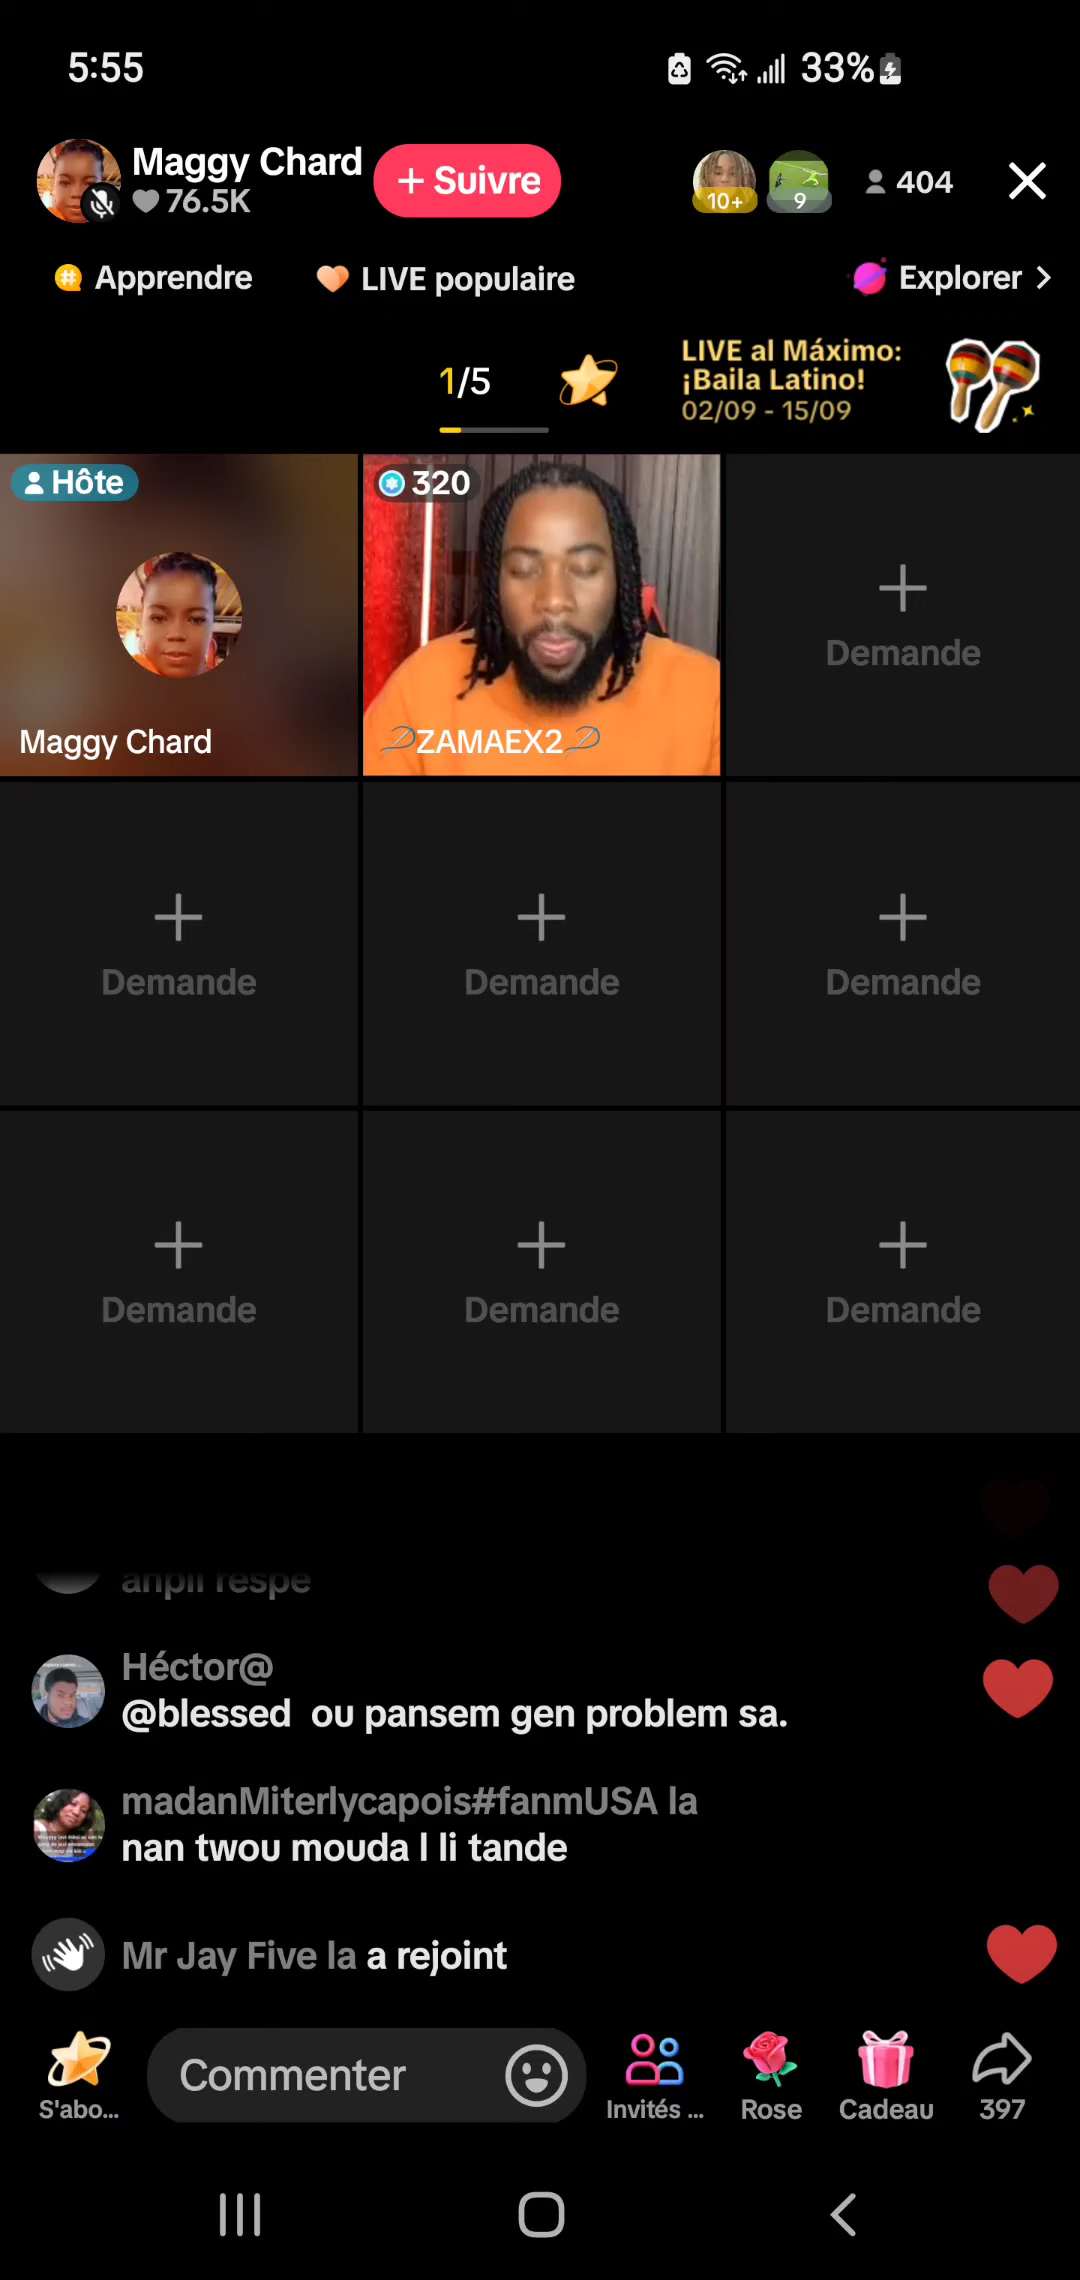 5:55
33%
Maggy Chard
76.5K
+ Suivre
10+
9
404
Apprendre
LIVE populaire
Explorer
1/5
LIVE al Máximo:
¡Baila Latino!
02/09 - 15/09
Hôte
Maggy Chard
320
ZAMAEX2
Demande
Demande
Demande
Demande
Demande
Demande
Demande
anpil respe
Héctor@
@blessed ou pansem gen problem sa.
madanMiterlycapois#fanmUSA la
nan twou mouda l li tande
Mr Jay Five la a rejoint
S'abo...
Commenter
Invités ...
Rose
Cadeau
397